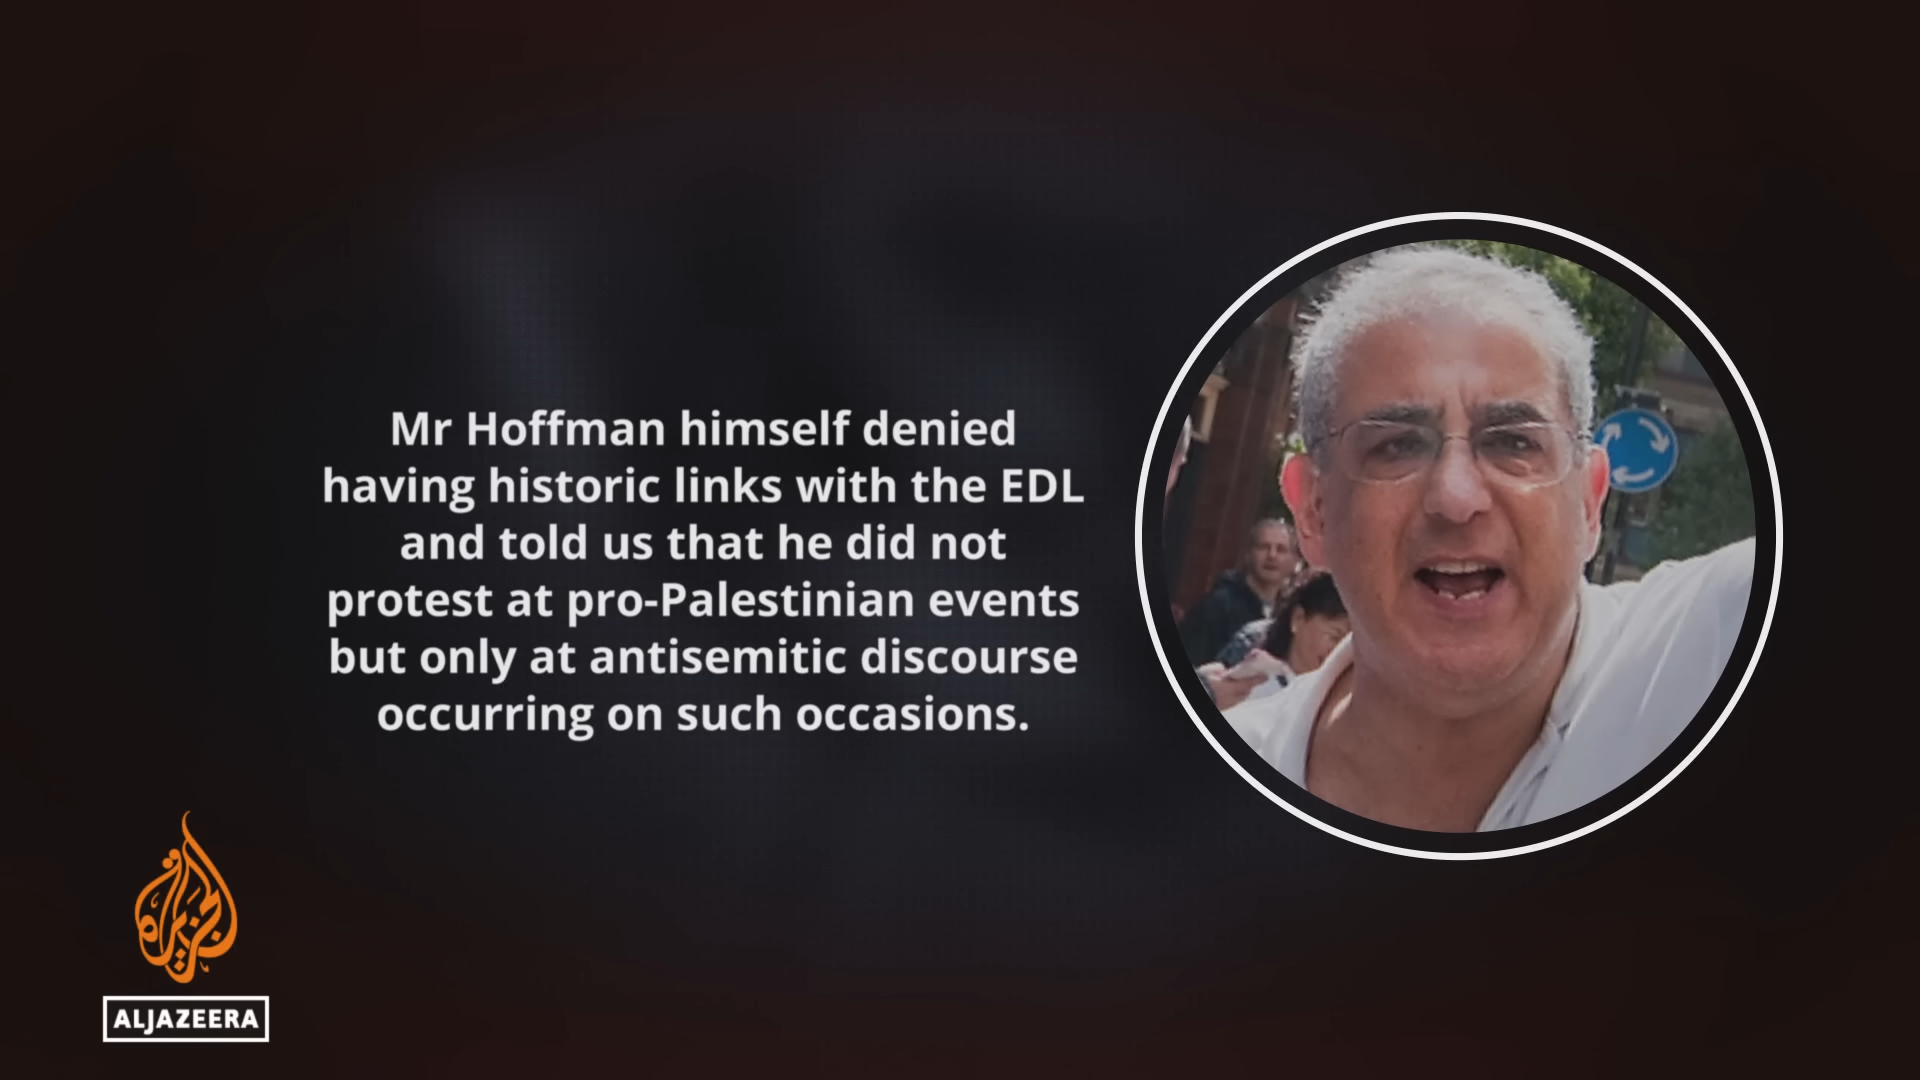 Mr Hoffman himself denied
having historic links with the EDL
and told us that he did not
protest at pro-Palestinian events
but only at antisemitic discourse
occurring on such occasions.
الجزيرة
ALJAZEERA